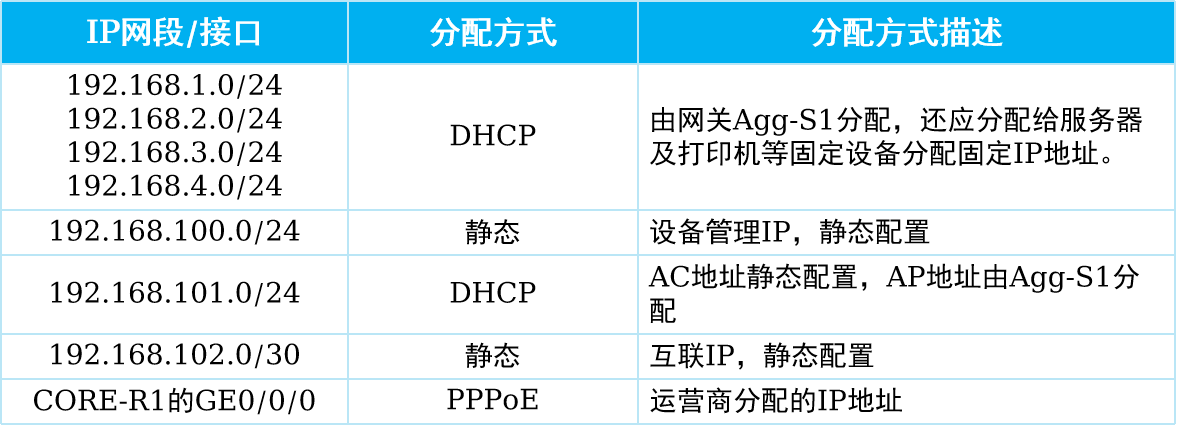 IP网段/接口
分配方式
分配方式描述
192.168.1.0/24
192.168.2.0/24
192.168.3.0/24
192.168.4.0/24
DHCP
由网关Agg-S1分配，还应分配给服务器
及打印机等固定设备分配固定IP地址。
192.168.100.0/24
静态
设备管理IP，静态配置
192.168.101.0/24
DHCP
AC地址静态配置，AP地址由Agg-S1分
配
192.168.102.0/30
静态
互联IP，静态配置
CORE-R1的GE0/0/0
PPPoE
运营商分配的IP地址